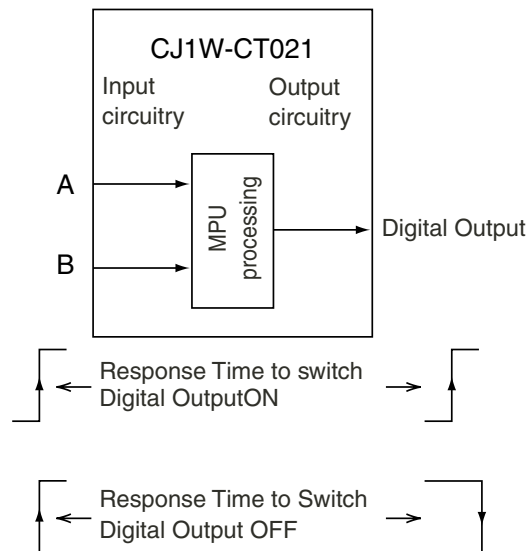 CJ1W-CT021
Input
circuitry
Output
circuitry
A
B
MPU
processing
Digital Output
Response Time to switch
Digital OutputON
Response Time to Switch
Digital Output OFF